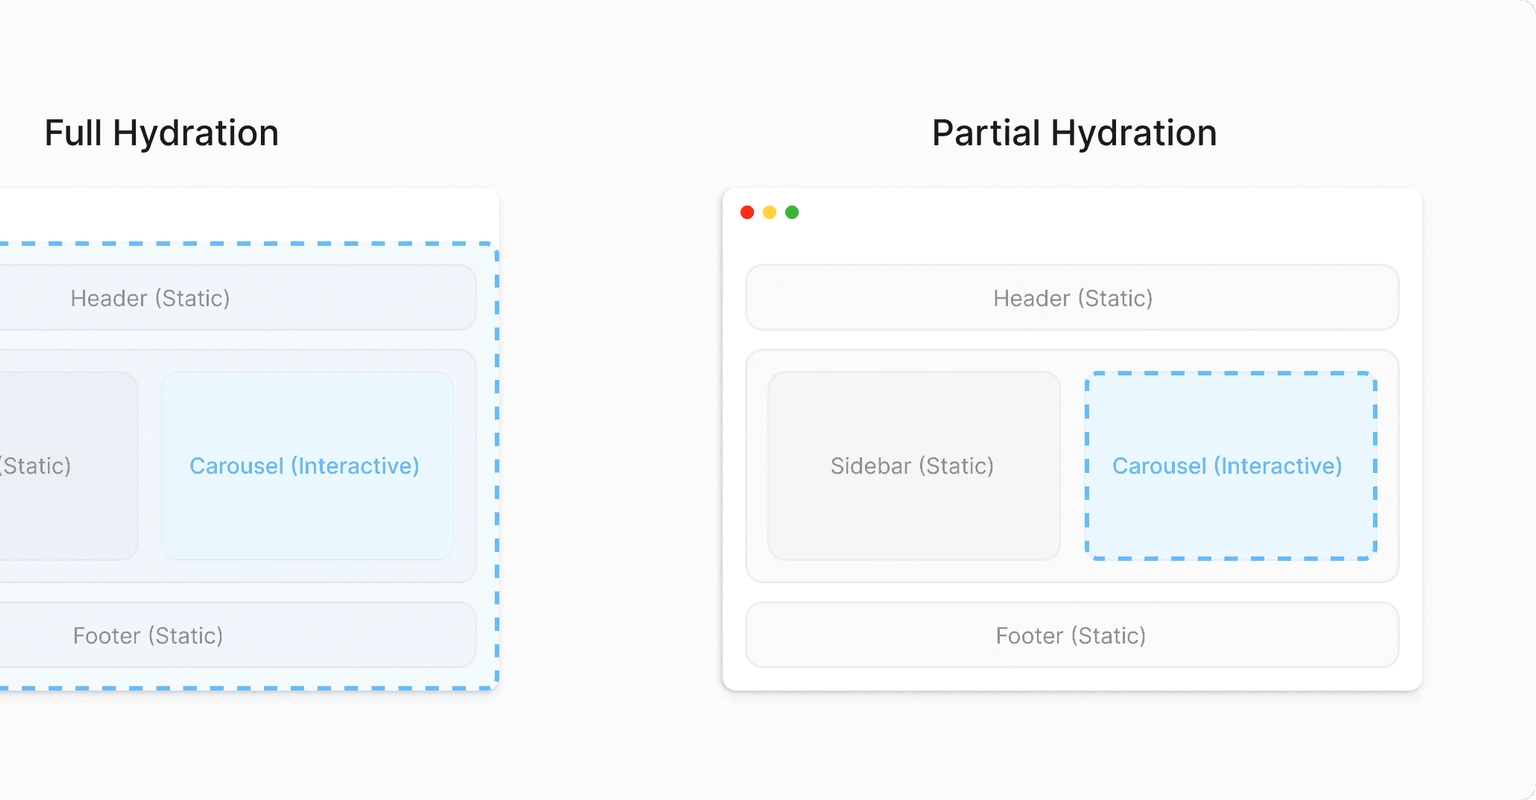 Full Hydration
Header (Static)
(Static)
Carousel (Interactive)
Footer (Static)
Partial Hydration
Header (Static)
Sidebar (Static)
Carousel (Interactive)
Footer (Static)